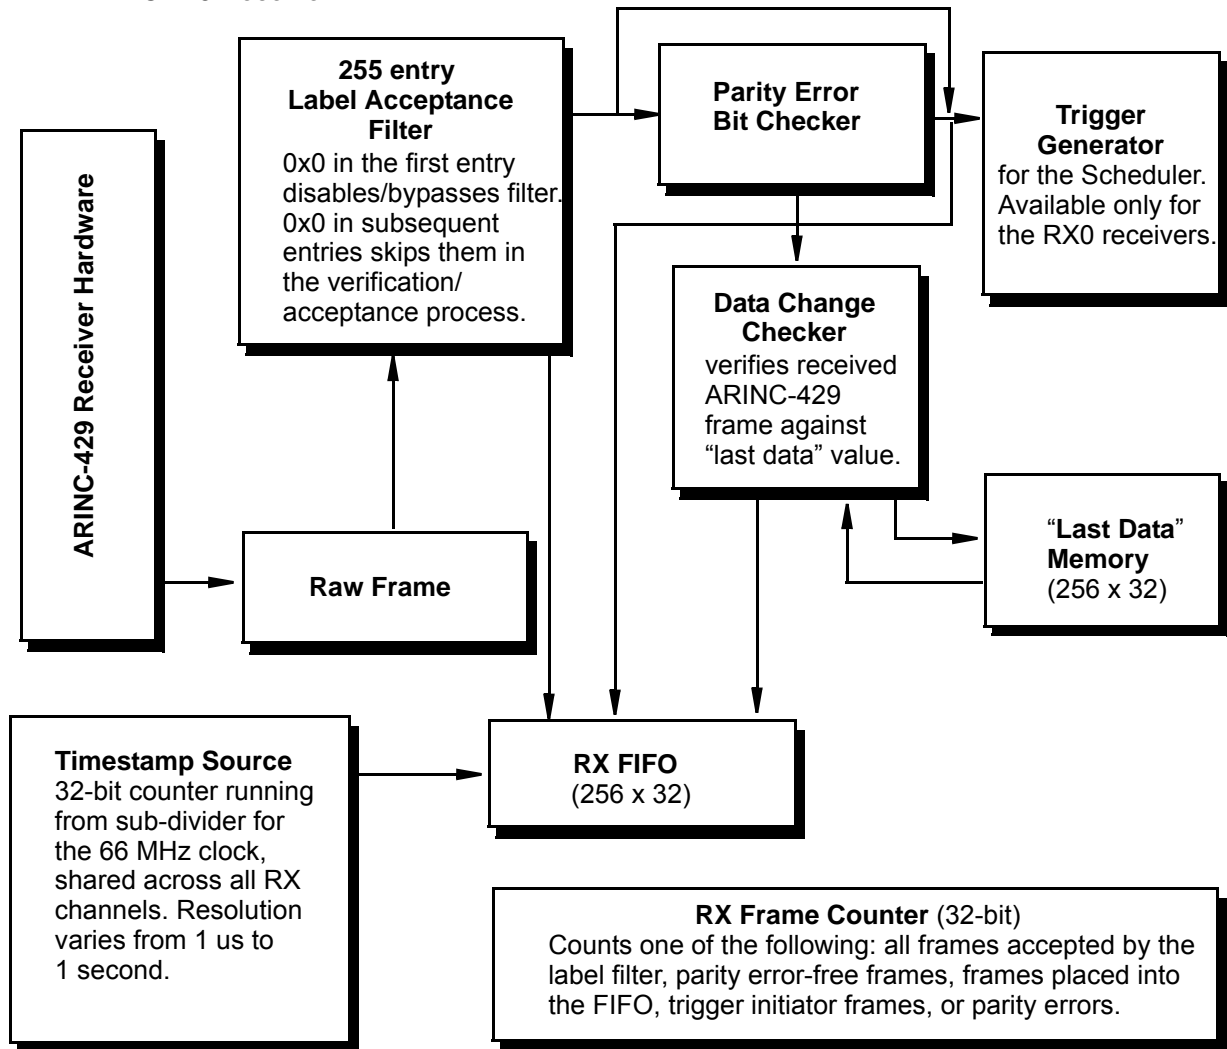 255 entry
Label Acceptance
Filter
0x0 in the first entry
disables/bypasses filter.
0x0 in subsequent
entries skips them in
the verification/
acceptance process.
Parity Error
Bit Checker
Trigger
Generator
for the Scheduler.
Available only for
the RX0 receivers.
ARINC-429 Receiver Hardware
Data Change
Checker
verifies received
ARINC-429
frame against
“last data” value.
“Last Data”
Memory
(256 x 32)
Raw Frame
Timestamp Source
32-bit counter running
from sub-divider for
the 66 MHz clock,
shared across all RX
channels. Resolution
varies from 1 us to
1 second.
RX FIFO
(256 x 32)
RX Frame Counter (32-bit)
Counts one of the following: all frames accepted by the
label filter, parity error-free frames, frames placed into
the FIFO, trigger initiator frames, or parity errors.